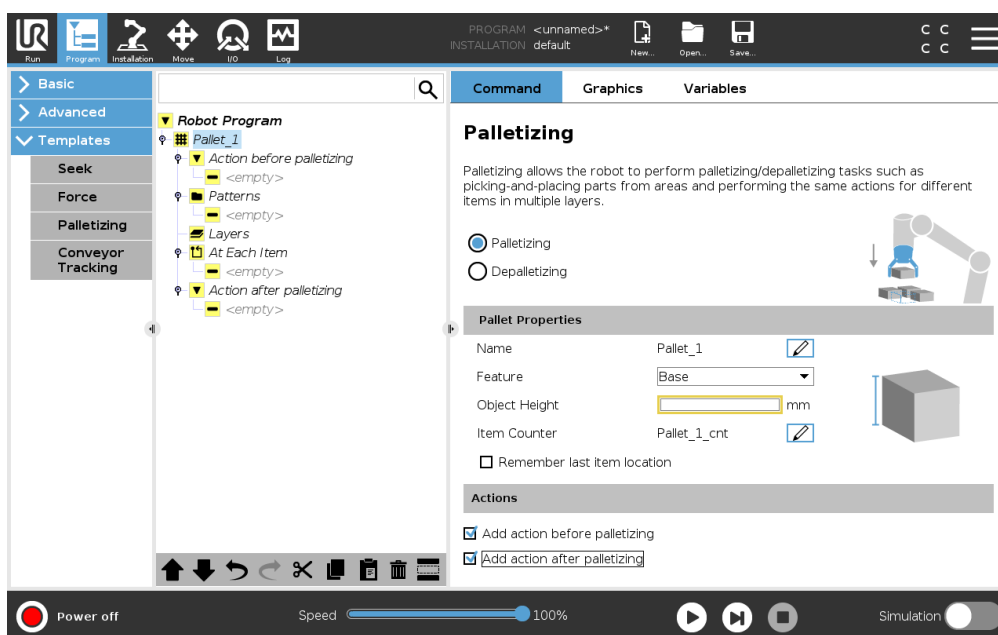 PROGRAM <unnamed>*
INSTALLATION default
UR
Run
Program
Installation
Move
I/O
Log
New...
Open...
Save...
C C
C C
Basic
Advanced
Templates
Seek
Force
Palletizing
Conveyor
Tracking
Robot Program
Pallet_1
Action before palletizing
<empty>
Patterns
<empty>
Layers
At Each Item
<empty>
Action after palletizing
<empty>
Command Graphics Variables
Palletizing
Palletizing allows the robot to perform palletizing/depalletizing tasks such as
picking-and-placing parts from areas and performing the same actions for different
items in multiple layers.
Palletizing
Depalletizing
Pallet Properties
Name Pallet_1
Feature Base
Object Height mm
Item Counter Pallet_1_cnt
Remember last item location
Actions
Add action before palletizing
Add action after palletizing
Power off
Speed 100%
Simulation